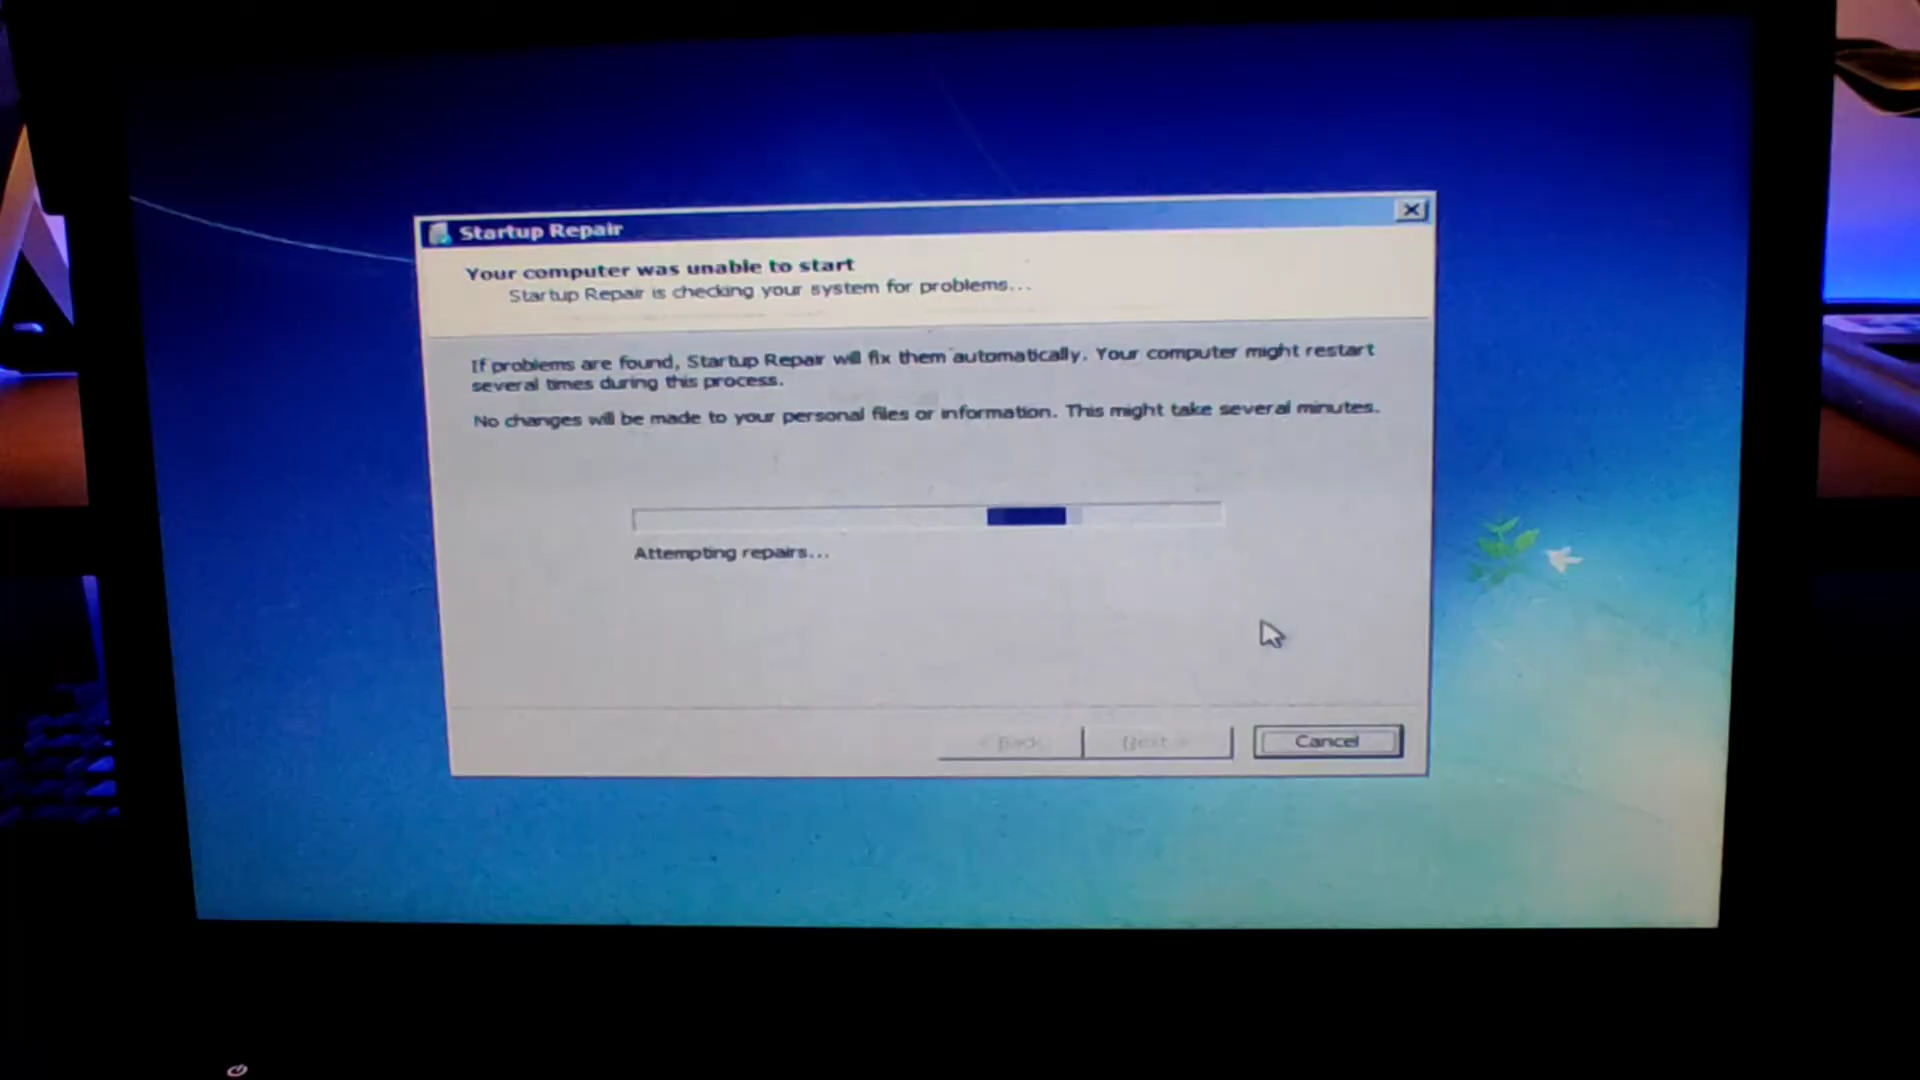 Startup Repair
Your computer was unable to start
Startup Repair is checking your system for problems...
If problems are found, Startup Repair will fix them automatically. Your computer might restart
several times during this process.
No changes will be made to your personal files or information. This might take several minutes.
Attempting repairs...
< Back
Next >
Cancel